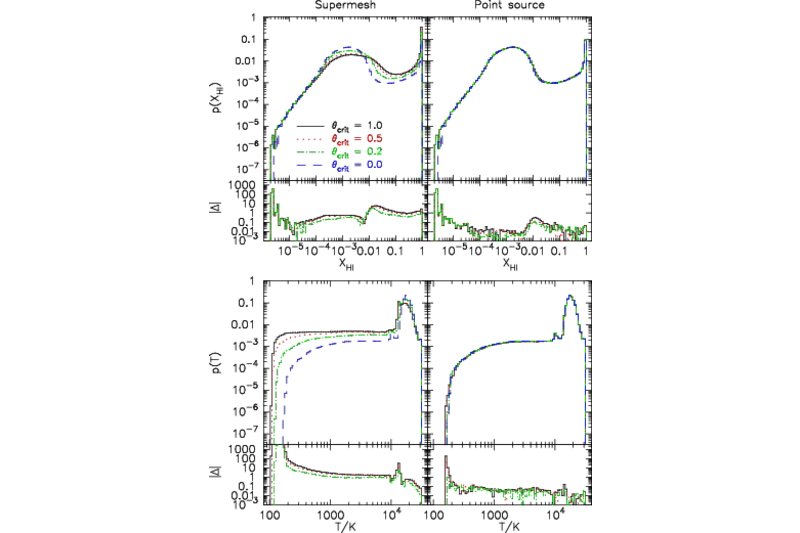 Supermesh Point source
1
0.1
0.01
10⁻³
10⁻⁴
10⁻⁵
10⁻⁶
10⁻⁷
p(X_HI)
θ_crit = 1.0
θ_crit = 0.5
θ_crit = 0.2
θ_crit = 0.0
1000
100
10
1
0.1
0.01
10⁻³
|Δ|
10⁻⁵ 10⁻⁴ 10⁻³ 0.01 0.1 1 10⁻⁵ 10⁻⁴ 10⁻³ 0.01 0.1 1
X_HI X_HI
1
0.1
0.01
10⁻³
10⁻⁴
10⁻⁵
10⁻⁶
10⁻⁷
p(T)
1000
100
10
1
0.1
0.01
10⁻³
|Δ|
100 1000 10⁴ 100 1000 10⁴
T/K T/K